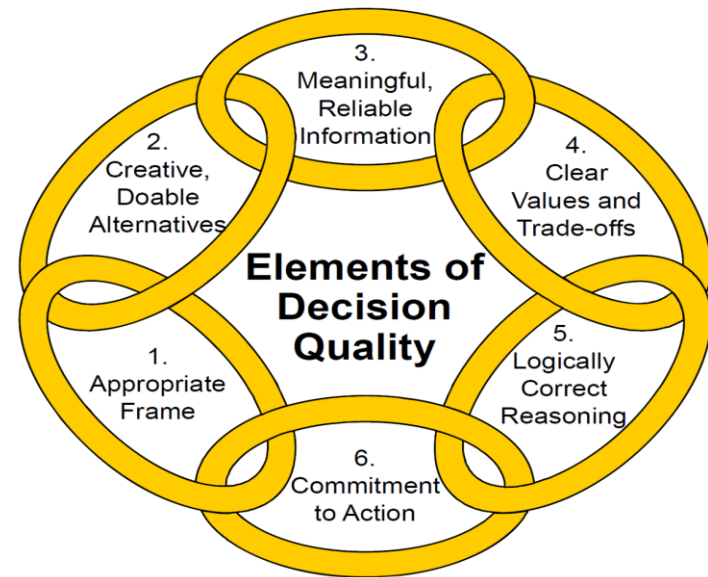 3.
Meaningful,
Reliable
Information
2.
Creative,
Doable
Alternatives
4.
Clear
Values and
Trade-offs
Elements of
Decision
Quality
1.
Appropriate
Frame
5.
Logically
Correct
Reasoning
6.
Commitment
to Action